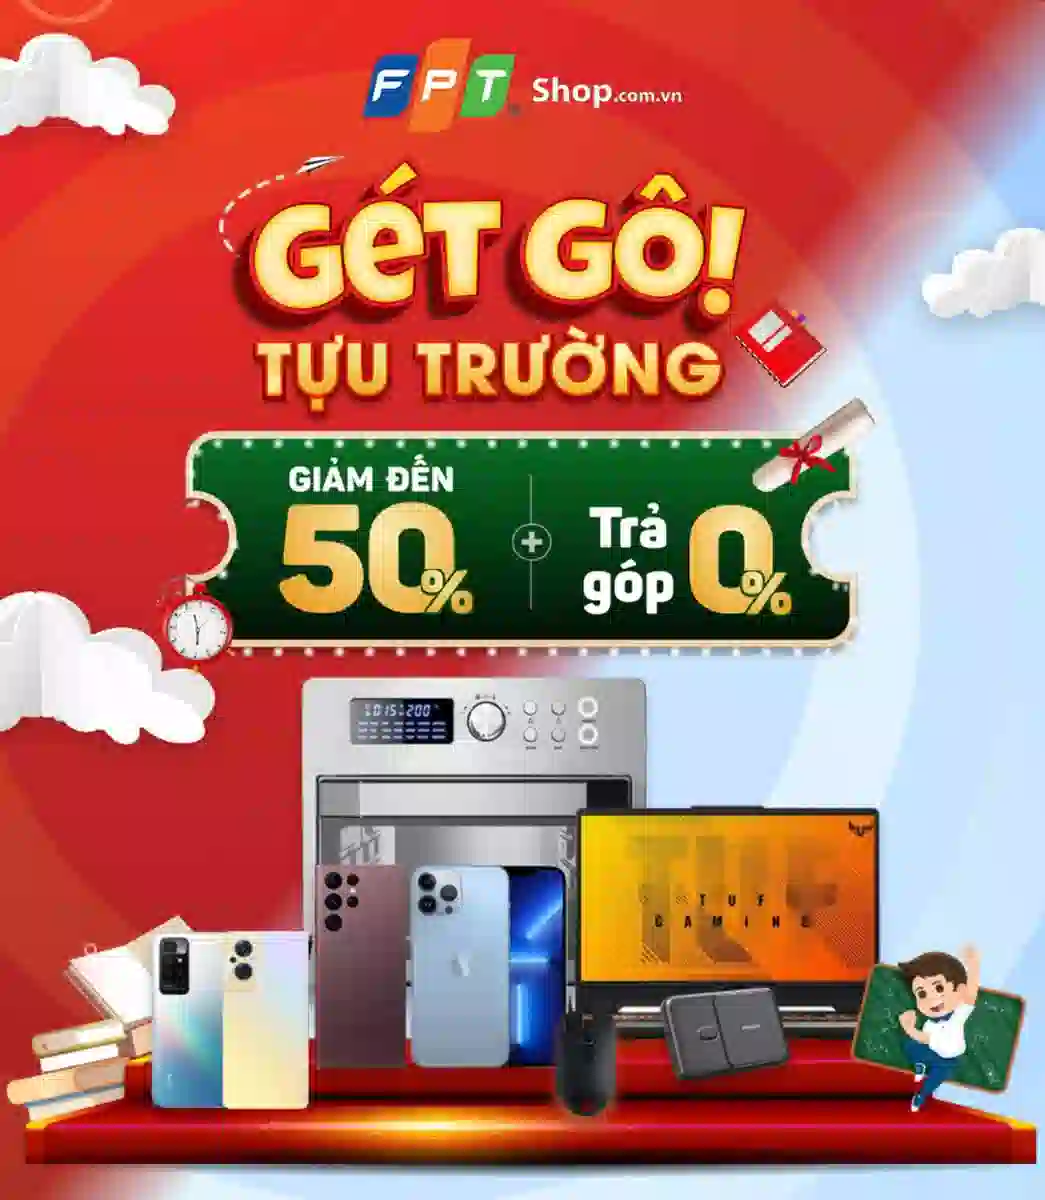 FPT Shop.com.vn
GÉT GÔ!
TỰU TRƯỜNG
GIẢM ĐẾN
50%
+
Trả
góp
0%
TUF
GAMING